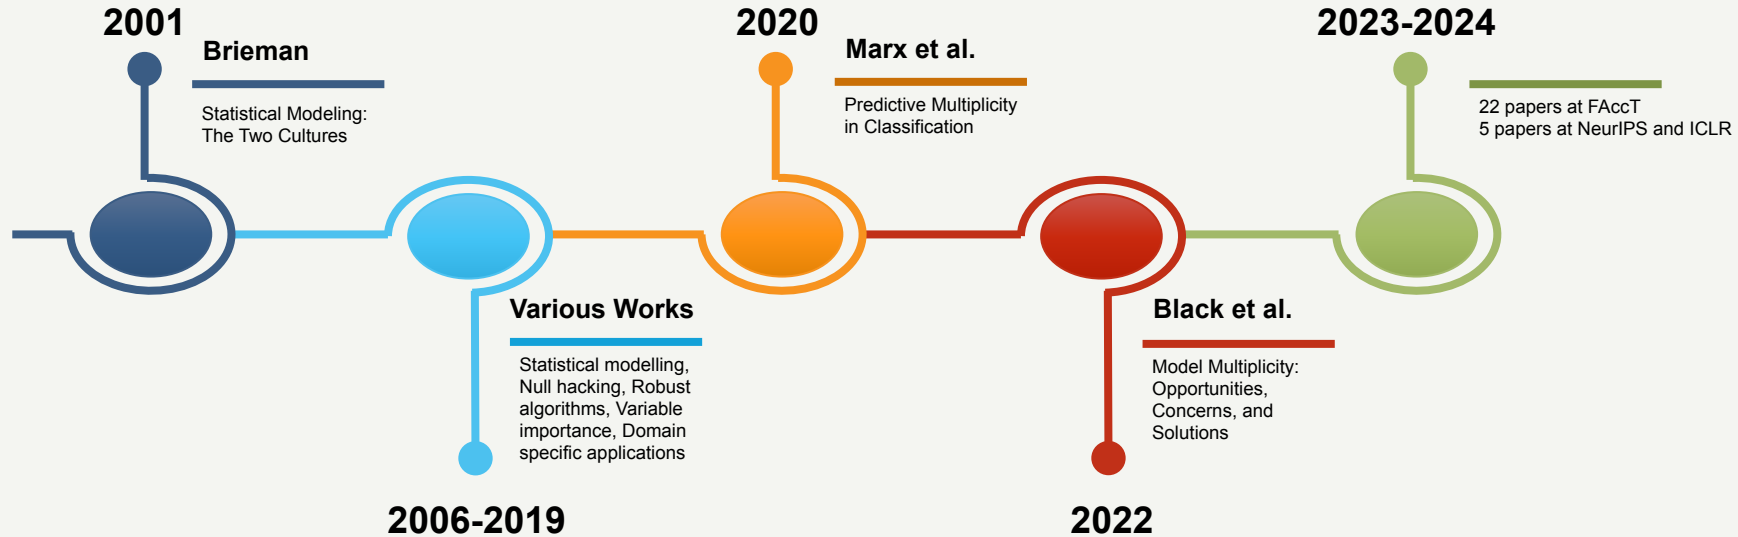 2001
Brieman
Statistical Modeling:
The Two Cultures
2006-2019
Various Works
Statistical modelling,
Null hacking, Robust
algorithms, Variable
importance, Domain
specific applications
2020
Marx et al.
Predictive Multiplicity
in Classification
2022
Black et al.
Model Multiplicity:
Opportunities,
Concerns, and
Solutions
2023-2024
22 papers at FAccT
5 papers at NeurIPS and ICLR